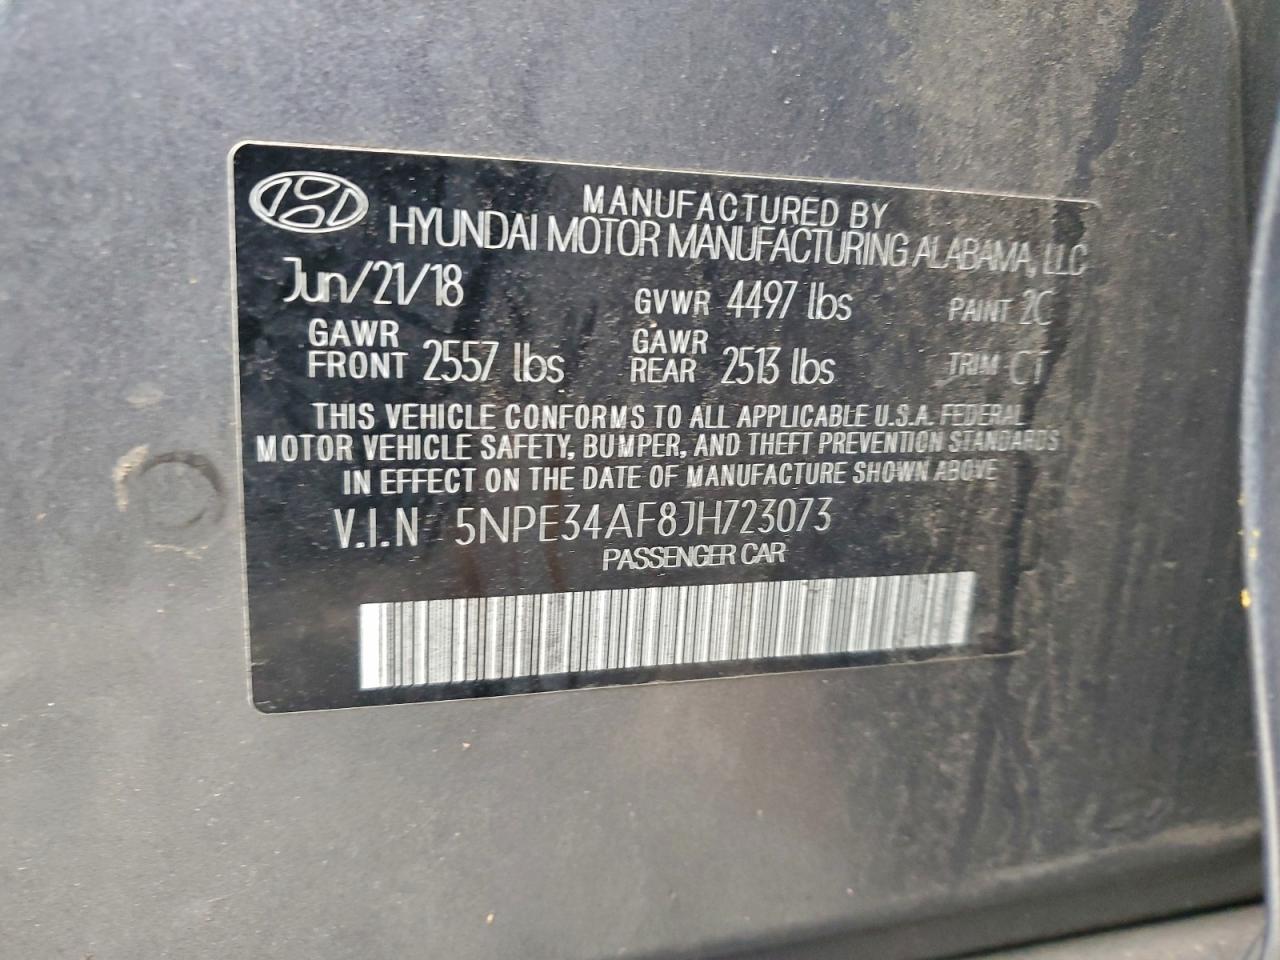 MANUFACTURED BY
HYUNDAI MOTOR MANUFACTURING ALABAMA, LLC
Jun/21/18 GVWR 4497 lbs PAINT 2C
GAWR FRONT 2557 lbs GAWR REAR 2513 lbs TRIM CT
THIS VEHICLE CONFORMS TO ALL APPLICABLE U.S.A. FEDERAL
MOTOR VEHICLE SAFETY, BUMPER, AND THEFT PREVENTION STANDARDS
IN EFFECT ON THE DATE OF MANUFACTURE SHOWN ABOVE
V.I.N 5NPE34AF8JH723073
PASSENGER CAR